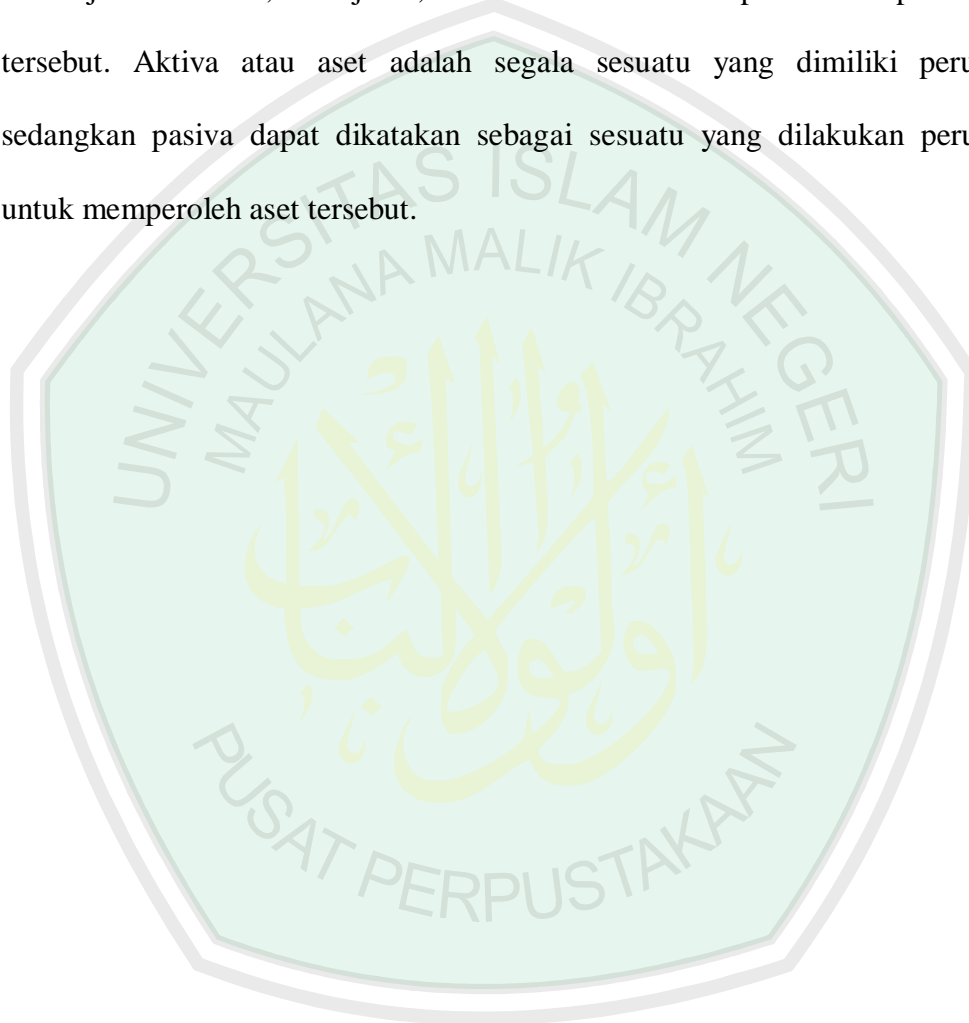 tersebut. Aktiva atau aset adalah segala sesuatu yang dimiliki peru
sedangkan pasiva dapat dikatakan sebagai sesuatu yang dilakukan peru
untuk memperoleh aset tersebut.
UNIVERSITAS ISLAM NEGERI
MAULANA MALIK IBRAHIM
PUSAT PERPUSTAKAAN